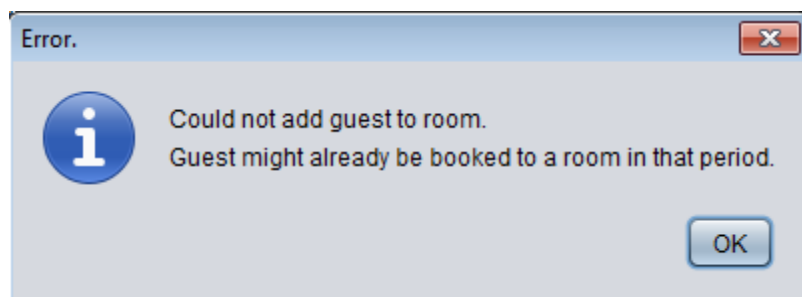 Error.
Could not add guest to room.
Guest might already be booked to a room in that period.
OK